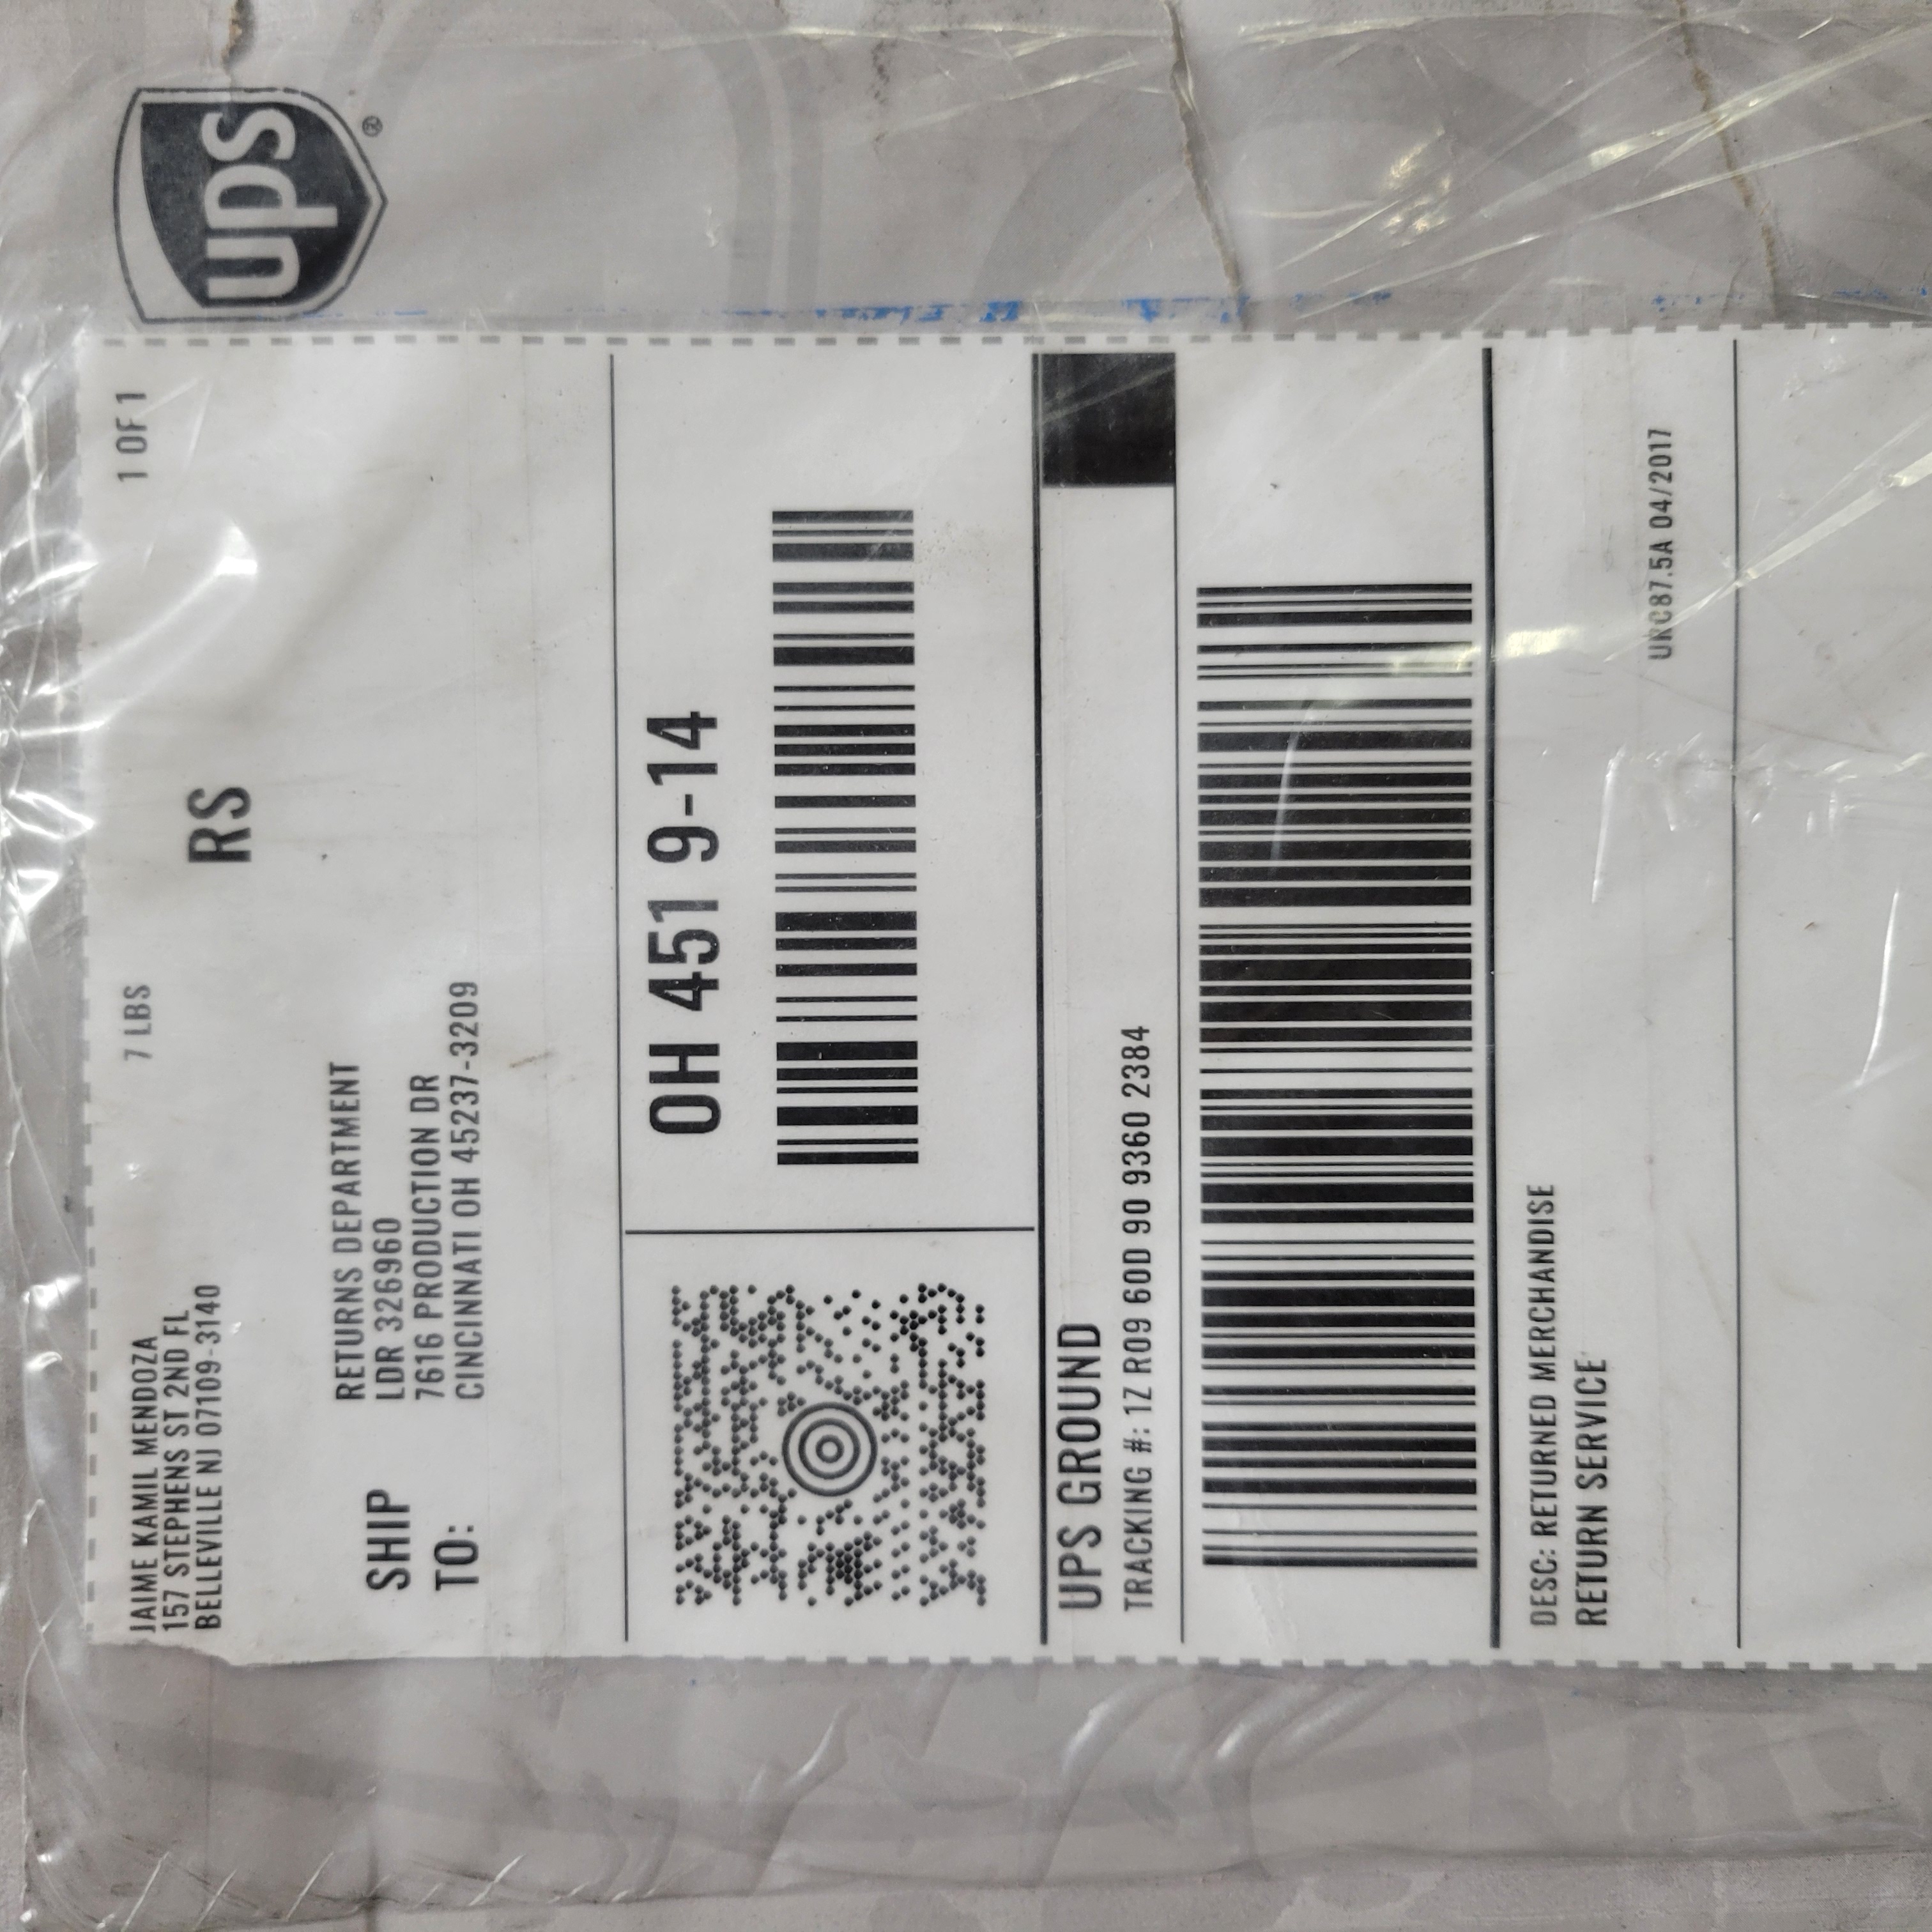 ups
®
JAIME KAMIL MENDOZA
157 STEPHENS ST 2ND FL
BELLEVILLE NJ 07109-3140
7 LBS
1 OF 1
RS
SHIP
TO:
RETURNS DEPARTMENT
LDR 326960
7616 PRODUCTION DR
CINCINNATI OH 45237-3209
OH 451 9-14
UPS GROUND
TRACKING #: 1Z R09 60D 90 9360 2384
DESC: RETURNED MERCHANDISE
RETURN SERVICE
URC87.5A 04/2017